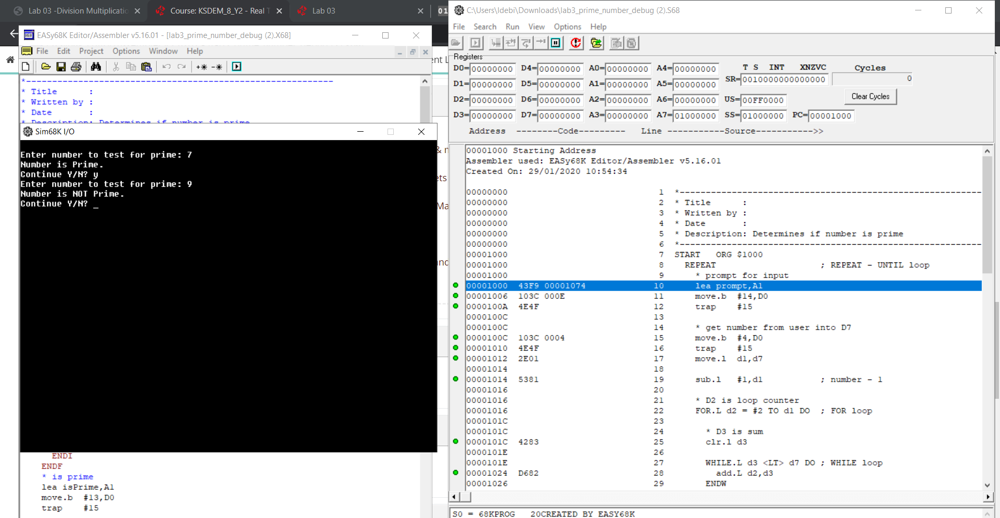 Lab 03 -Division Multiplicatio
Course: KSDEM_8_Y2 - Real T
Lab 03
01
EASy68K Editor/Assembler v5.16.01 - [lab3_prime_number_debug (2).X68]
File Edit Project Options Window Help
*-----------------------------------------------------------
* Title      :
* Written by :
* Date       :
* Description: Determines if number is prime
Sim68K I/O
Enter number to test for prime: 7
Number is Prime.
Continue Y/N? y
Enter number to test for prime: 9
Number is NOT Prime.
Continue Y/N? _
ENDI
ENDF
* is prime
lea isPrime,A1
move.b  #13,D0
trap    #15
ent L
& r
ets
Ma
and
C:\Users\ldebi\Downloads\lab3_prime_number_debug (2).S68
File Search Run View Options Help
Registers
D0= 00000000 D4= 00000000 A0= 00000000 A4= 00000000 T S INT XNZVC Cycles
D1= 00000000 D5= 00000000 A1= 00000000 A5= 00000000 SR= 0010000000000000 0
D2= 00000000 D6= 00000000 A2= 00000000 A6= 00000000 US= 00FF0000 Clear Cycles
D3= 00000000 D7= 00000000 A3= 00000000 A7= 01000000 SS= 01000000 PC= 00001000
Address --------Code--------- Line -----------Source----------->>
00001000 Starting Address
Assembler used: EASy68K Editor/Assembler v5.16.01
Created On: 29/01/2020 10:54:34
00000000 1 *----------------------------------------------------------
00000000 2 * Title      :
00000000 3 * Written by :
00000000 4 * Date       :
00000000 5 * Description: Determines if number is prime
00000000 6 *----------------------------------------------------------
00001000 7 START   ORG $1000
00001000 8 REPEAT ; REPEAT - UNTIL loop
00001000 9 * prompt for input
00001000 43F9 00001074 10 lea prompt,A1
00001006 103C 000E 11 move.b  #14,D0
0000100A 4E4F 12 trap    #15
0000100C 13
0000100C 14 * get number from user into D7
0000100C 103C 0004 15 move.b  #4,D0
00001010 4E4F 16 trap    #15
00001012 2E01 17 move.l  d1,d7
00001014 18
00001014 5381 19 sub.l   #1,d1 ; number - 1
00001016 20
00001016 21 * D2 is loop counter
00001016 22 FOR.L d2 = #2 TO d1 DO  ; FOR loop
0000101C 23
0000101C 24 * D3 is sum
0000101C 4283 25 clr.l d3
0000101E 26
0000101E 27 WHILE.L d3 <LT> d7 DO ; WHILE loop
00001024 D682 28 add.L d2,d3
00001026 29 ENDW
S0 = 68KPROG   20CREATED BY EASY68K